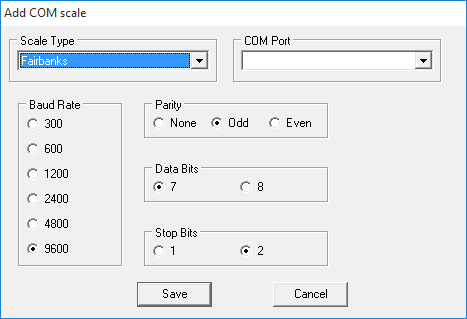 Add COM scale
Scale Type
COM Port
Fairbanks
Baud Rate
Parity
300
None Odd Even
600
1200
Data Bits
7 8
2400
4800
Stop Bits
9600
1 2
Save Cancel